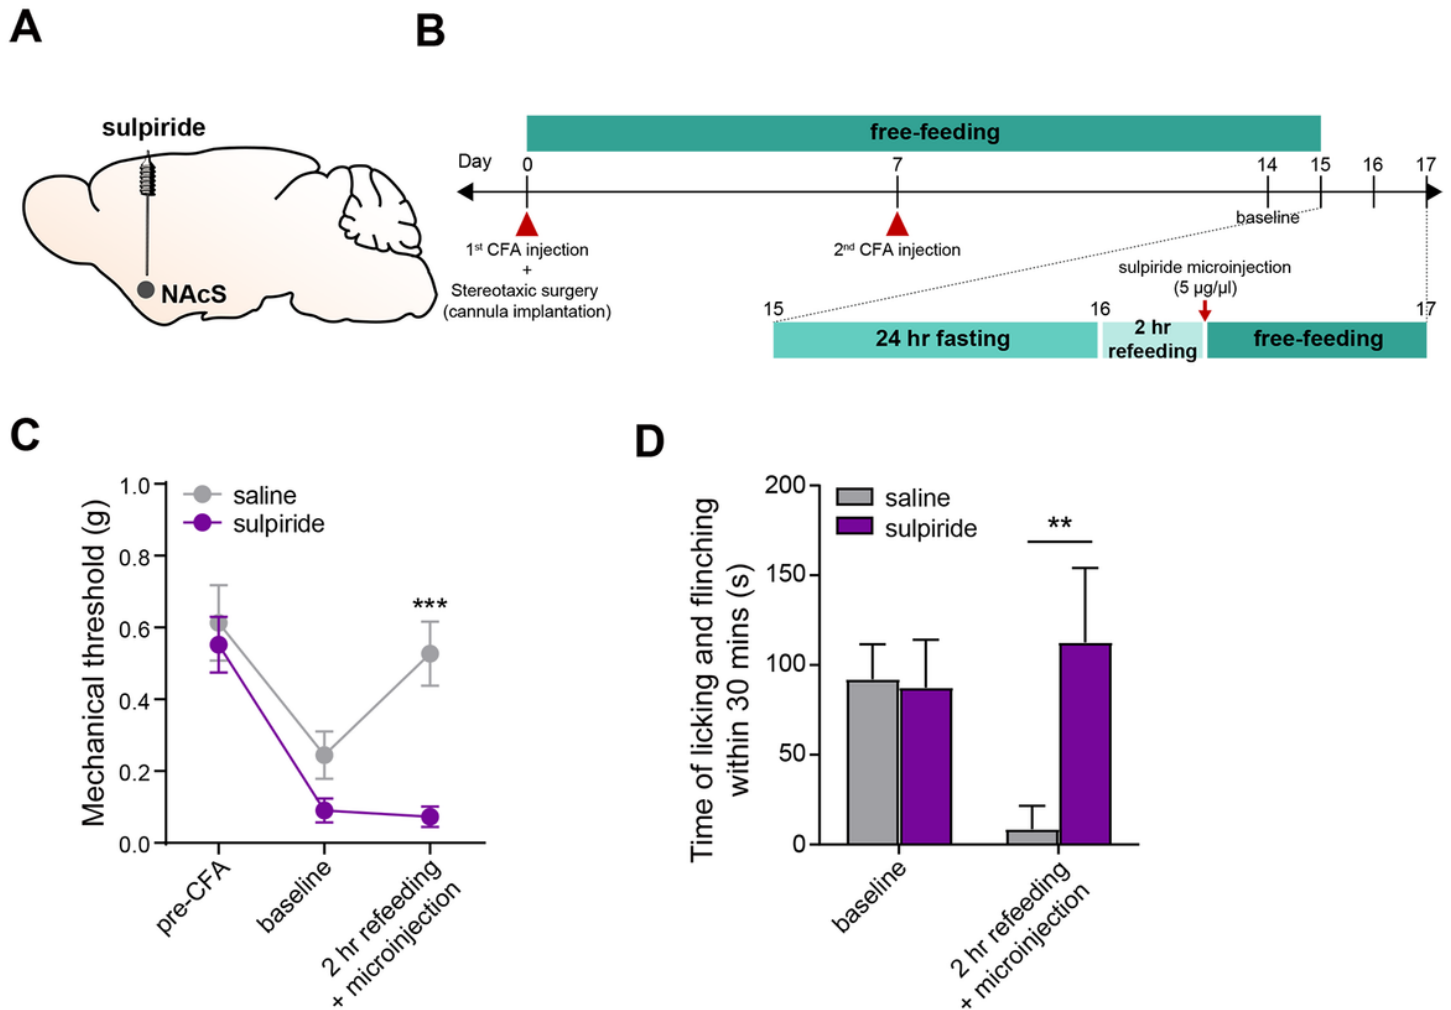 A
sulpiride
NAcS
B
free-feeding
Day 0 7 14 15 16 17
baseline
1st CFA injection
+
Stereotaxic surgery
(cannula implantation)
2nd CFA injection
sulpiride microinjection
(5 µg/µl)
15 16 17
24 hr fasting
2 hr
refeeding
free-feeding
C
Mechanical threshold (g)
1.0
0.8
0.6
0.4
0.2
0.0
saline
sulpiride
***
pre-CFA
baseline
2 hr refeeding
+ microinjection
D
Time of licking and flinching
within 30 mins (s)
200
150
100
50
0
saline
sulpiride
**
baseline
2 hr refeeding
+ microinjection